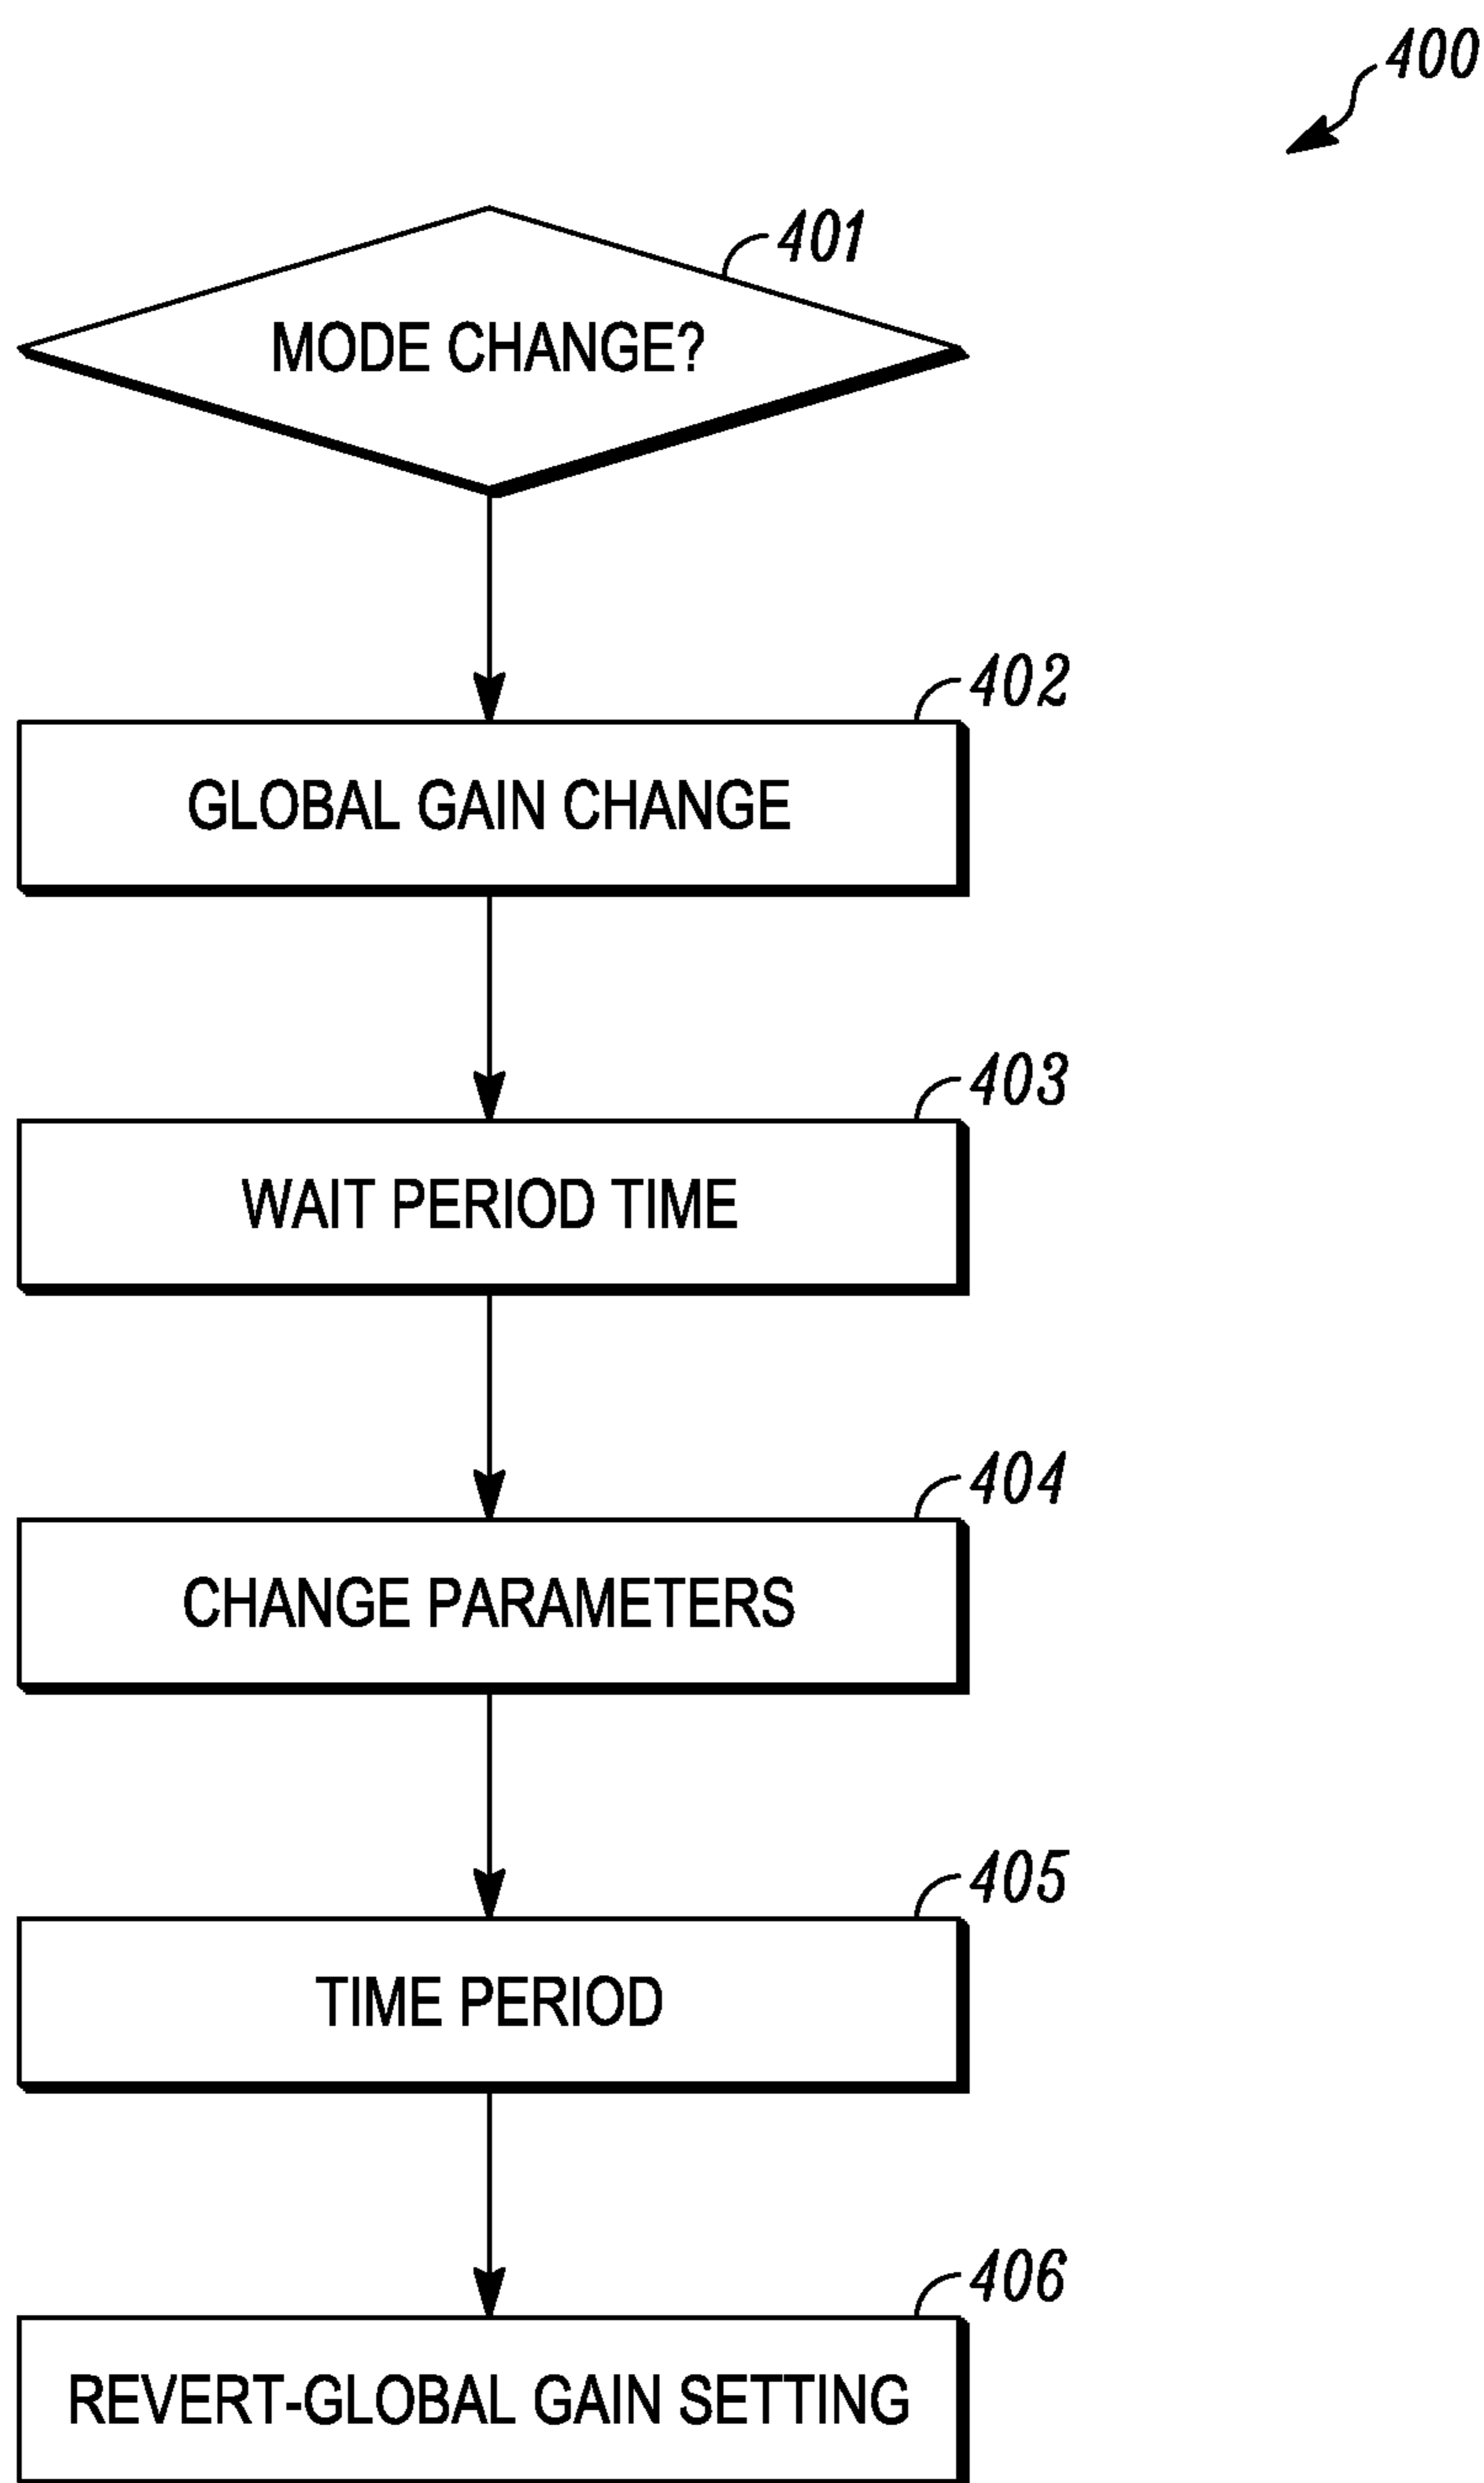 400
401
MODE CHANGE?
402
GLOBAL GAIN CHANGE
403
WAIT PERIOD TIME
404
CHANGE PARAMETERS
405
TIME PERIOD
406
REVERT-GLOBAL GAIN SETTING